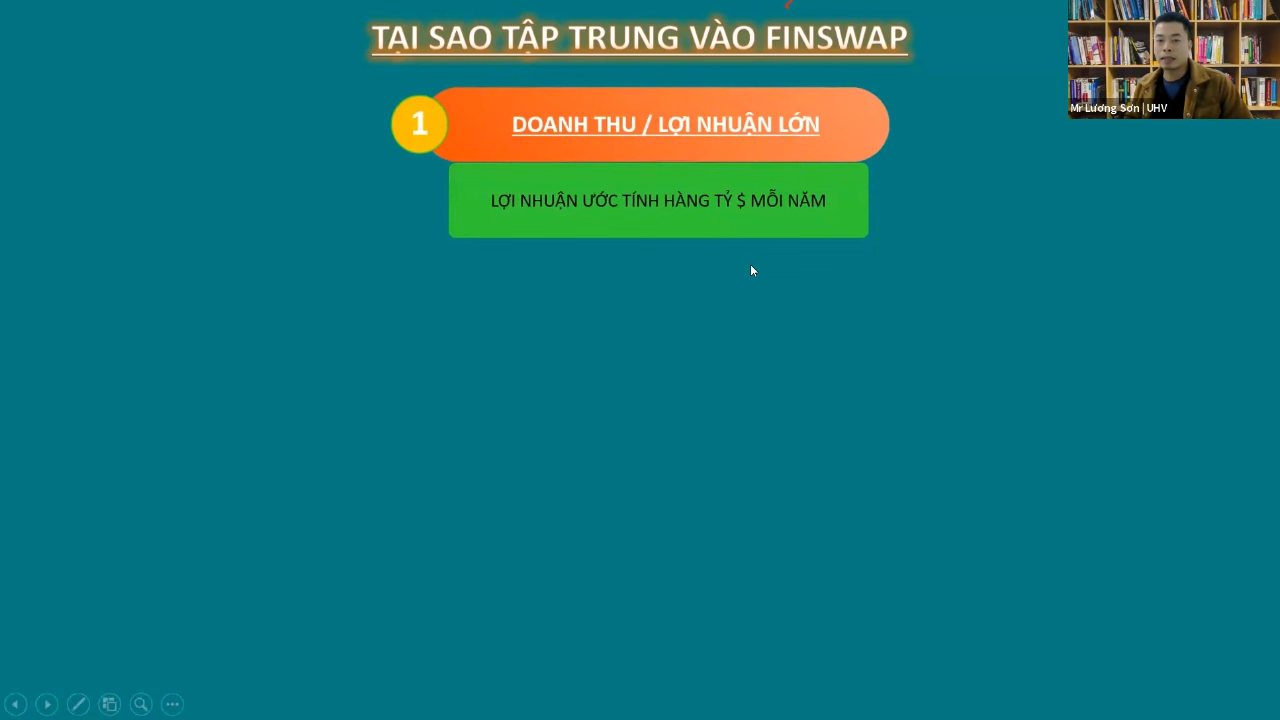 TẠI SAO TẬP TRUNG VÀO FINSWAP
1
DOANH THU / LỢI NHUẬN LỚN
LỢI NHUẬN ƯỚC TÍNH HÀNG TỶ $ MỖI NĂM
Mr Lương Sơn | UHV